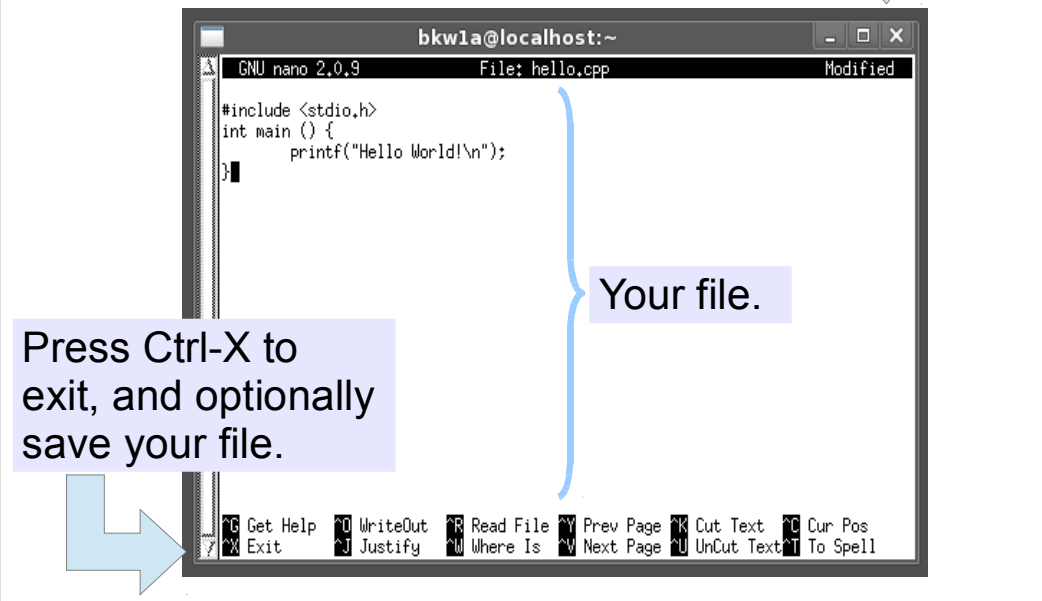 bkw1a@localhost:~
GNU nano 2.0.9 File: hello.cpp Modified
#include <stdio.h>
int main () {
printf("Hello World!\n");
}
Your file.
Press Ctrl-X to
exit, and optionally
save your file.
^G Get Help ^O WriteOut ^R Read File ^Y Prev Page ^K Cut Text ^C Cur Pos
^X Exit ^J Justify ^W Where Is ^V Next Page ^U UnCut Text ^T To Spell